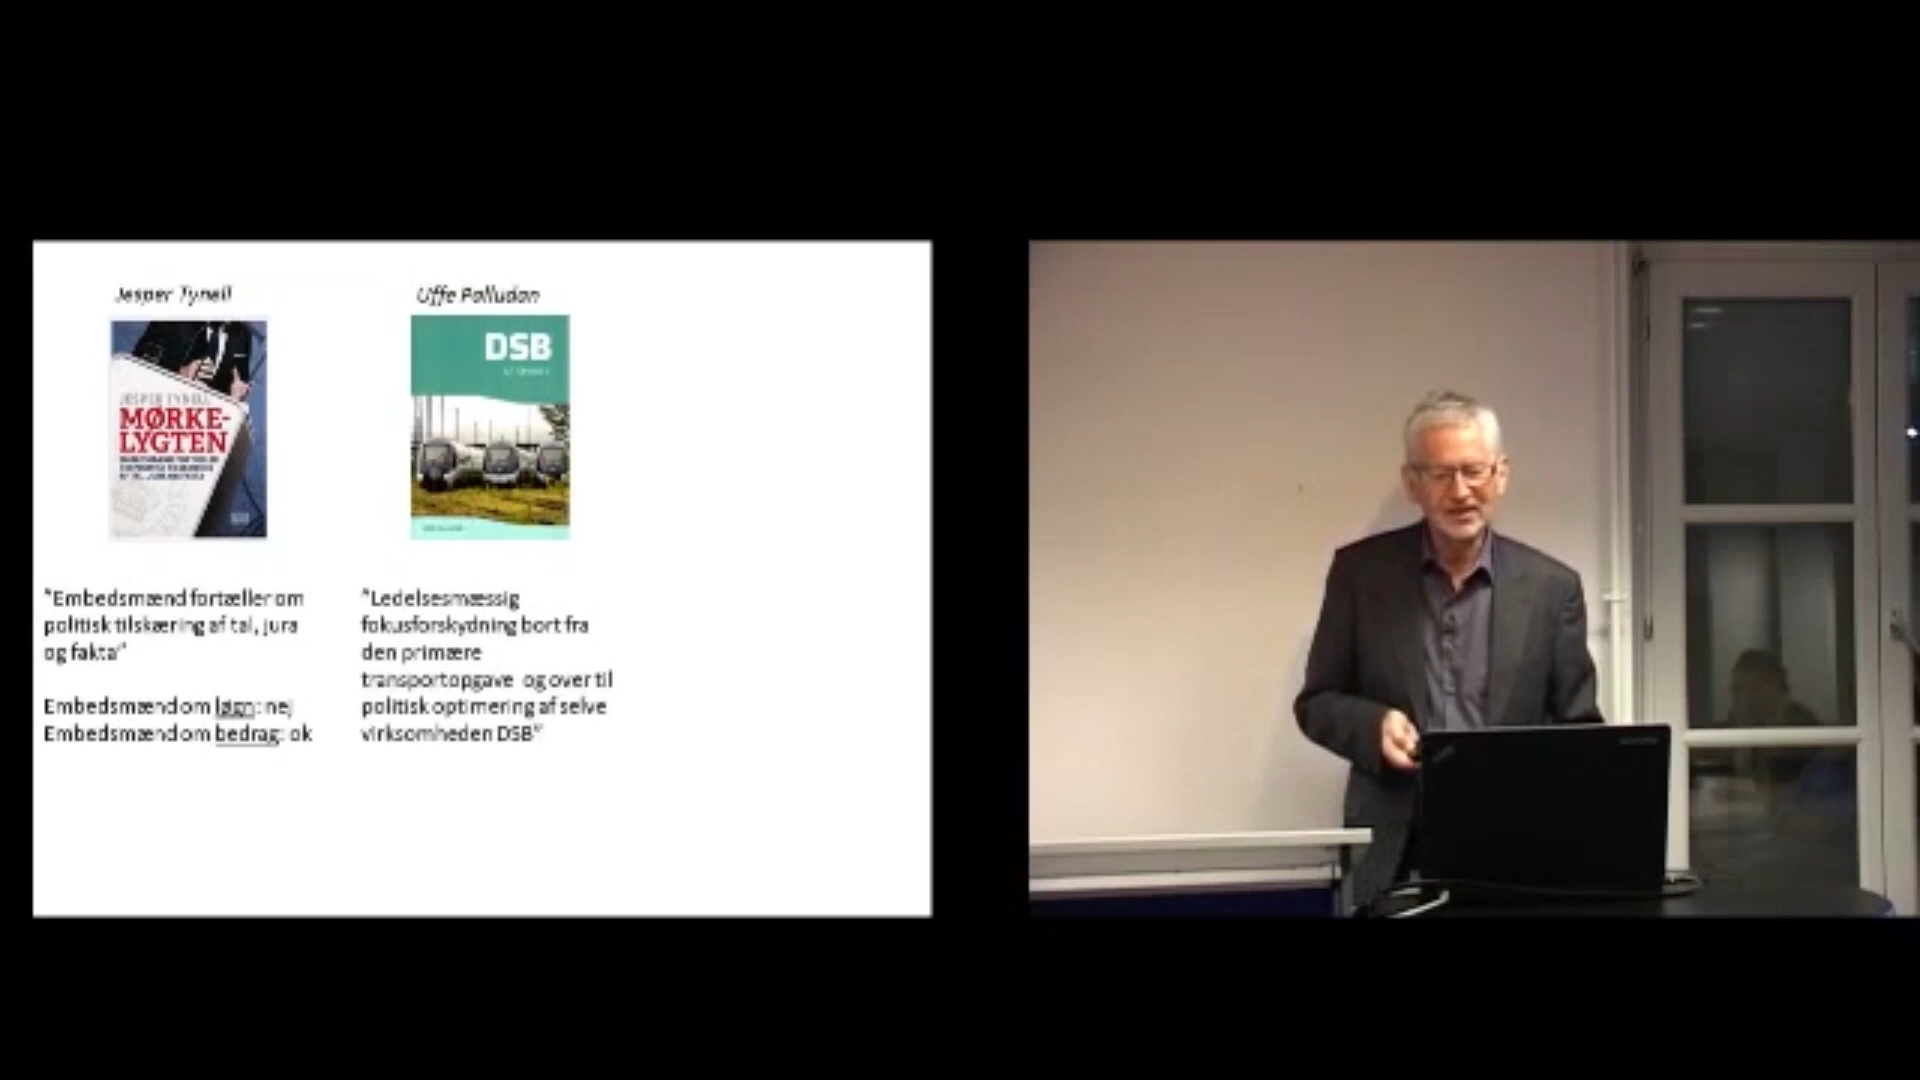 Jesper Tynell
JESPER TYNELL
MØRKE-
LYGTEN
"Embedsmænd fortæller om
politisk tilskæring af tal, jura
og fakta"
Embedsmænd om løgn: nej
Embedsmænd om bedrag: ok
Uffe Palludan
DSB
"Ledelsesmæssig
fokusforskydning bort fra
den primære
transportopgave og over til
politisk optimering af selve
virksomheden DSB"